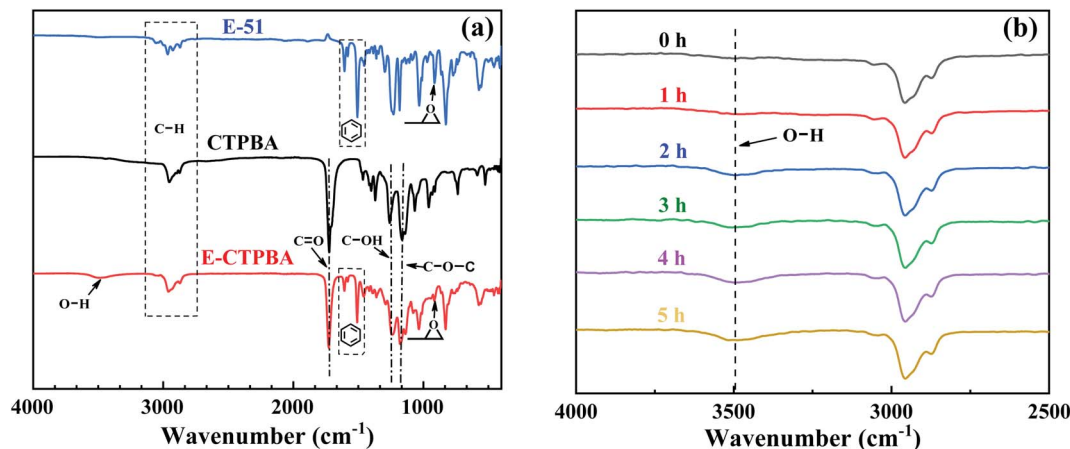 (a)
E-51
C-H
O
CTPBA
C=O
C-OH
C-O-C
E-CTPBA
O-H
O
4000 3000 2000 1000
Wavenumber (cm⁻¹)
(b)
0 h
1 h
O-H
2 h
3 h
4 h
5 h
4000 3500 3000 2500
Wavenumber (cm⁻¹)